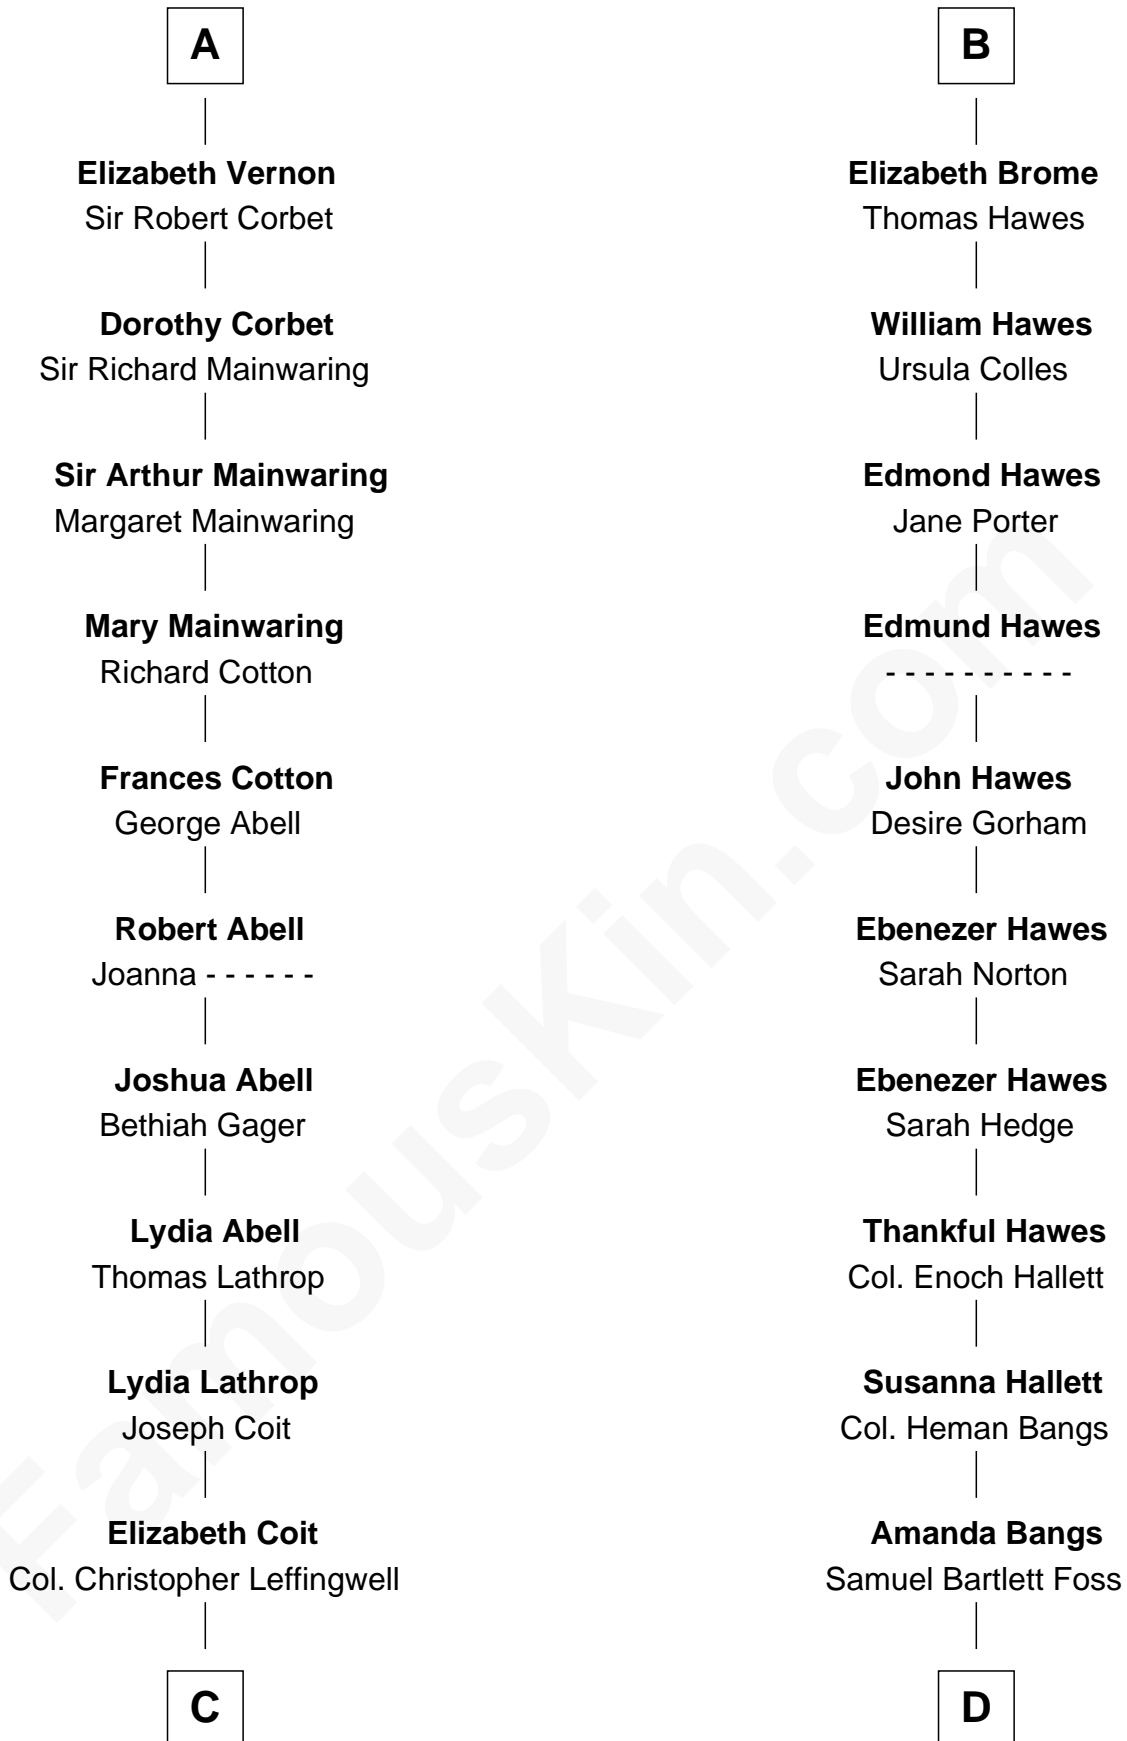 A
Elizabeth Vernon
Sir Robert Corbet
Dorothy Corbet
Sir Richard Mainwaring
Sir Arthur Mainwaring
Margaret Mainwaring
Mary Mainwaring
Richard Cotton
Frances Cotton
George Abell
Robert Abell
Joanna - - - - - -
Joshua Abell
Bethiah Gager
Lydia Abell
Thomas Lathrop
Lydia Lathrop
Joseph Coit
Elizabeth Coit
Col. Christopher Leffingwell
C
B
Elizabeth Brome
Thomas Hawes
William Hawes
Ursula Colles
Edmond Hawes
Jane Porter
Edmund Hawes
- - - - - - - - - -
John Hawes
Desire Gorham
Ebenezer Hawes
Sarah Norton
Ebenezer Hawes
Sarah Hedge
Thankful Hawes
Col. Enoch Hallett
Susanna Hallett
Col. Heman Bangs
Amanda Bangs
Samuel Bartlett Foss
D
FamousKin.com